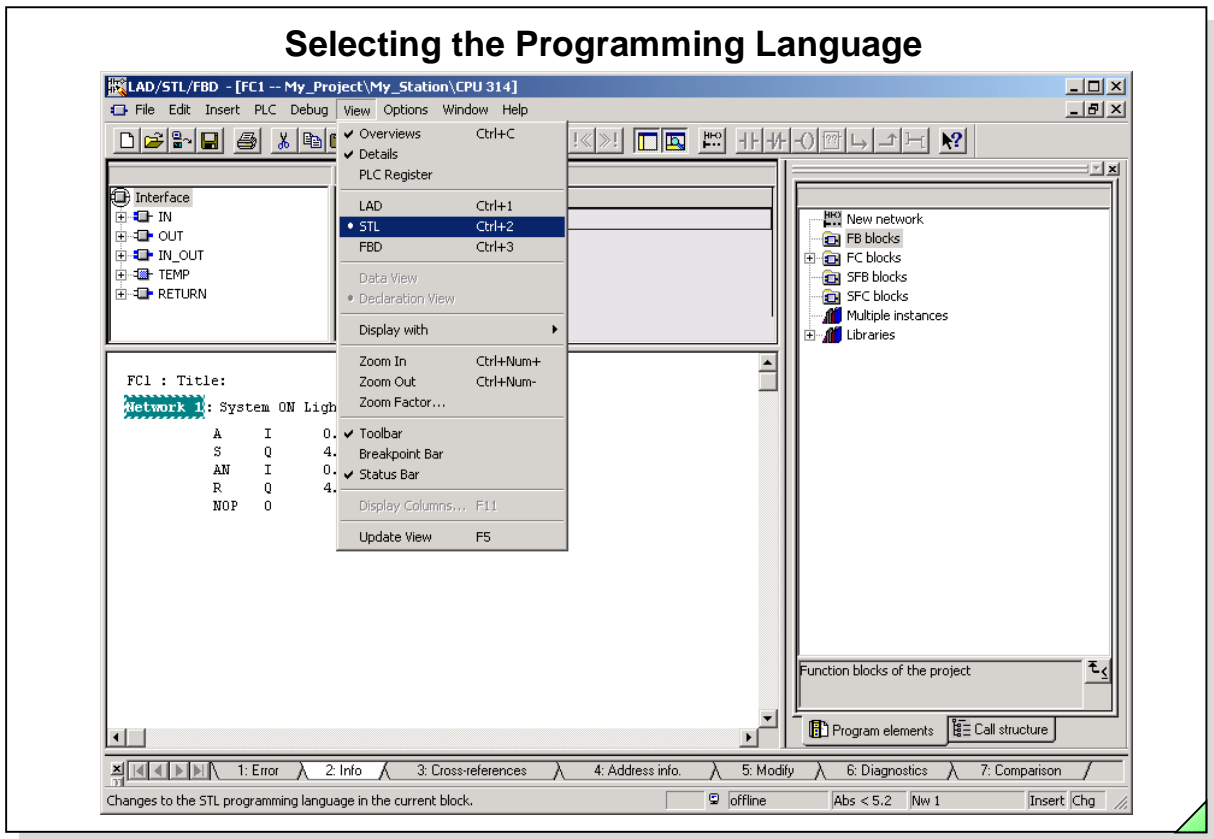 Selecting the Programming Language
LAD/STL/FBD - [FC1 -- My_Project\My_Station\CPU 314]
File Edit Insert PLC Debug View Options Window Help
Overviews Ctrl+C
Details
PLC Register
LAD Ctrl+1
STL Ctrl+2
FBD Ctrl+3
Data View
Declaration View
Display with
Zoom In Ctrl+Num+
Zoom Out Ctrl+Num-
Zoom Factor...
Toolbar
Breakpoint Bar
Status Bar
Display Columns... F11
Update View F5
Interface
IN
OUT
IN_OUT
TEMP
RETURN
FC1 : Title:
Network 1: System ON Ligh
A I 0.
S Q 4.
AN I 0.
R Q 4.
NOP 0
New network
FB blocks
FC blocks
SFB blocks
SFC blocks
Multiple instances
Libraries
Function blocks of the project
Program elements Call structure
1: Error 2: Info 3: Cross-references 4: Address info. 5: Modify 6: Diagnostics 7: Comparison
Changes to the STL programming language in the current block. offline Abs < 5.2 Nw 1 Insert Chg